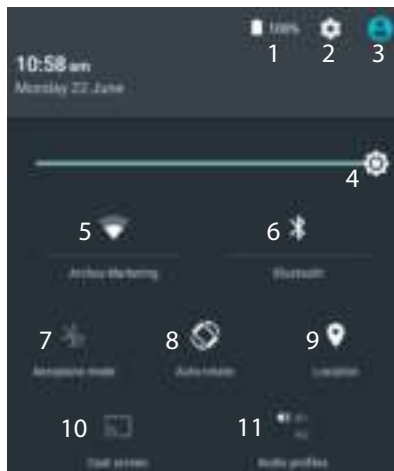 100%
1 2 3
10:58 am
Monday 22 June
4
5 6
Archos Marketing Bluetooth
7 8 9
Aeroplane mode Auto-rotate Location
10 11
Cast screen Audio profiles